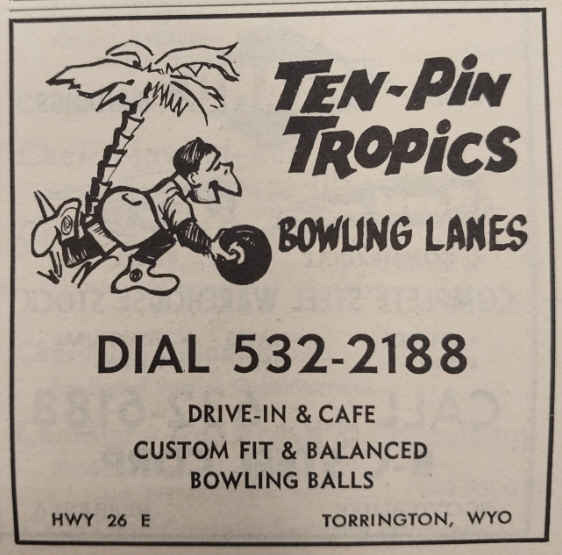 TEN-PIN
TROPICS
BOWLING LANES
DIAL 532-2188
DRIVE-IN & CAFE
CUSTOM FIT & BALANCED
BOWLING BALLS
HWY 26 E TORRINGTON, WYO